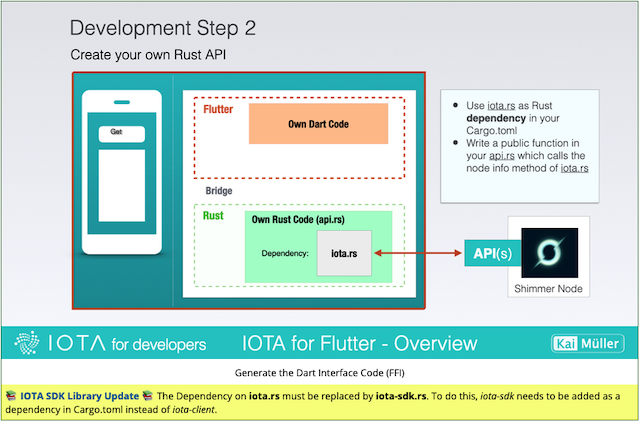 Development Step 2
Create your own Rust API
Get
Flutter
Own Dart Code
Bridge
Rust
Own Rust Code (api.rs)
Dependency:
iota.rs
• Use iota.rs as Rust
dependency in your
Cargo.toml
• Write a public function in
your api.rs which calls the
node info method of iota.rs
API(s)
Shimmer Node
IOTA for developers
IOTA for Flutter - Overview
Kai Müller
Generate the Dart Interface Code (FFI)
📚 IOTA SDK Library Update 📚 The Dependency on iota.rs must be replaced by iota-sdk.rs. To do this, iota-sdk needs to be added as a
dependency in Cargo.toml instead of iota-client.